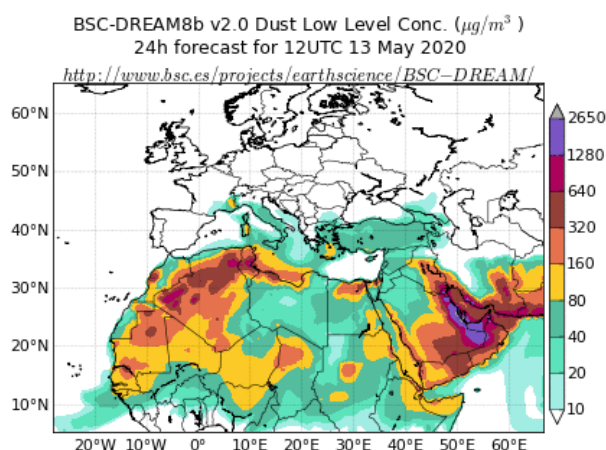 BSC-DREAM8b v2.0 Dust Low Level Conc. (μg/m³ )
24h forecast for 12UTC 13 May 2020
http://www.bsc.es/projects/earthscience/BSC−DREAM/
60°N
50°N
40°N
30°N
20°N
10°N
20°W 10°W 0° 10°E 20°E 30°E 40°E 50°E 60°E
2650
1280
640
320
160
80
40
20
10